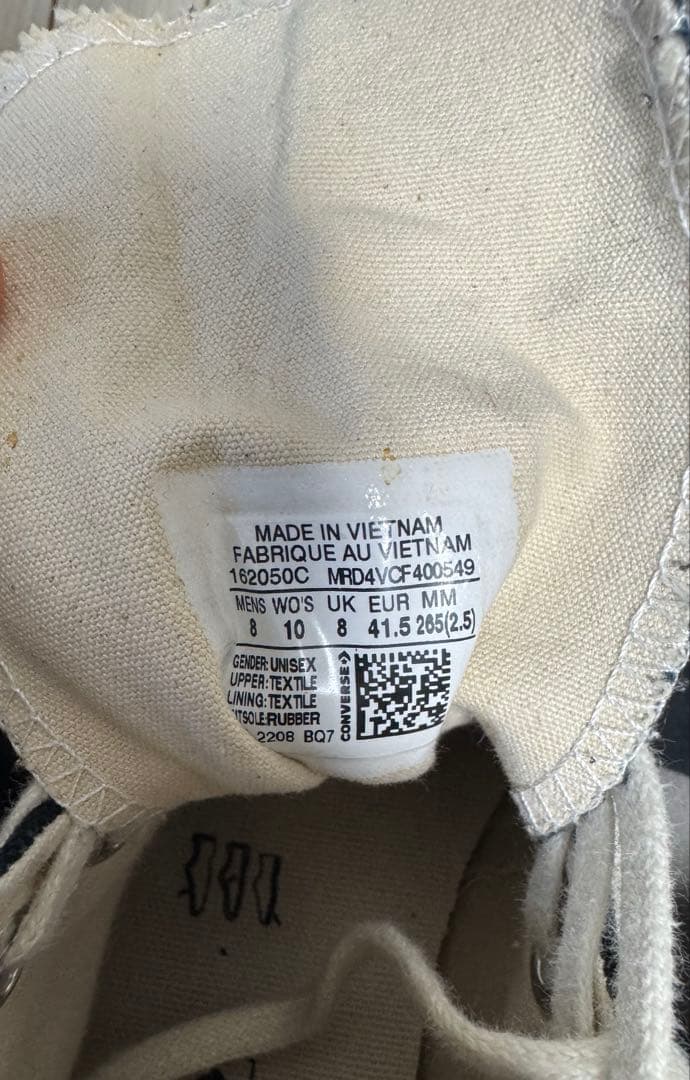 MADE IN VIETNAM
FABRIQUE AU VIETNAM
162050C MRD4VCF400549
MENS WO'S UK EUR MM
8 10 8 41.5 265(2.5)
GENDER: UNISEX
UPPER: TEXTILE
LINING: TEXTILE
TSOLE:RUBBER
2208 BQ7
CONVERSE